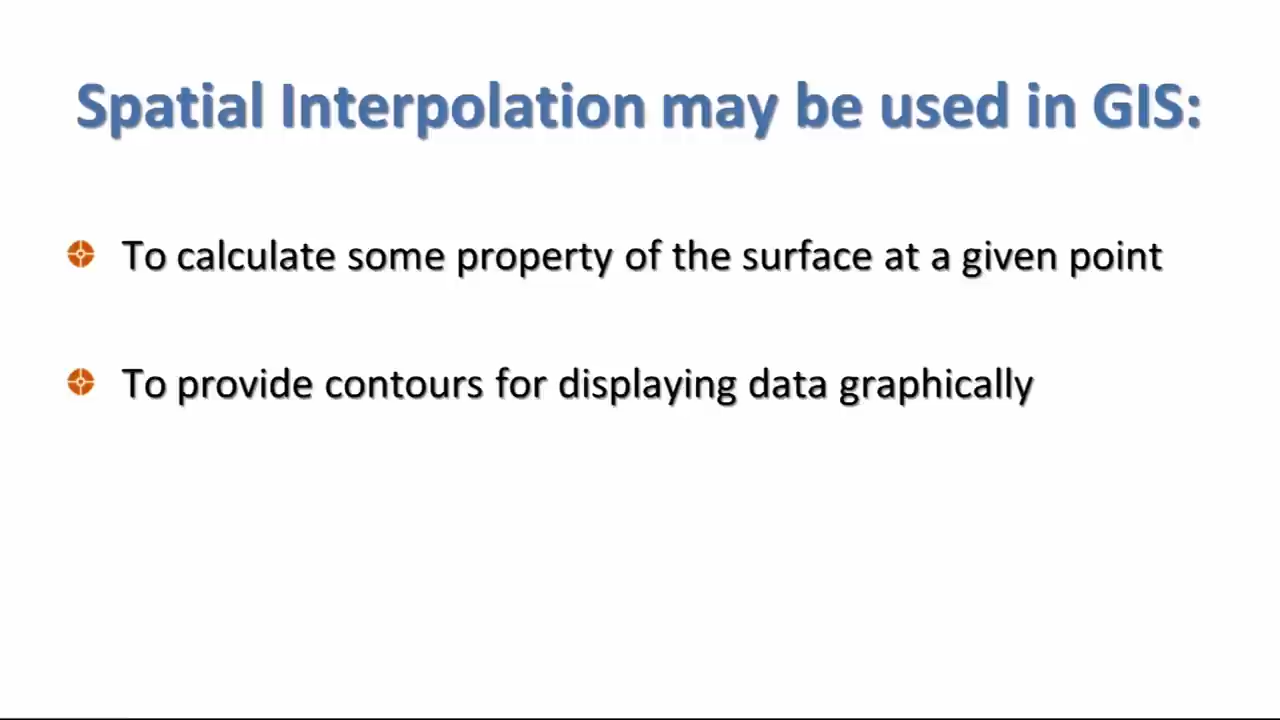 Spatial Interpolation may be used in GIS:
To calculate some property of the surface at a given point
To provide contours for displaying data graphically